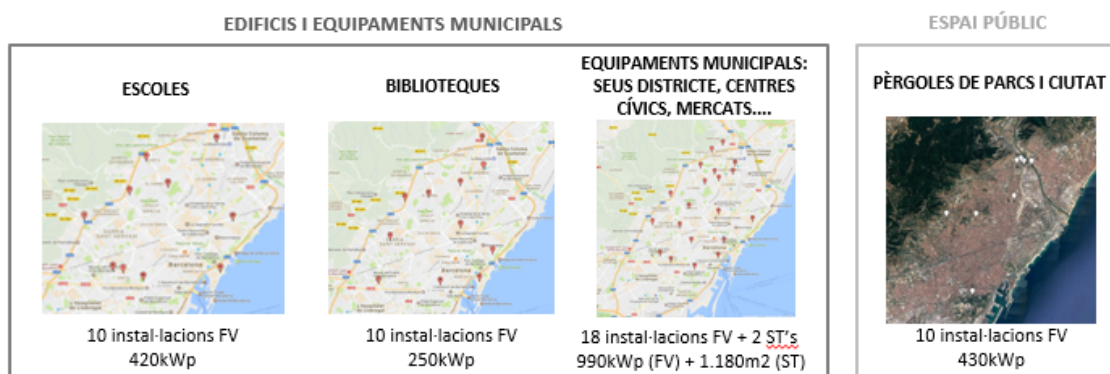 EDIFICIS I EQUIPAMENTS MUNICIPALS
ESCOLES
10 instal·lacions FV
420kWp
BIBLIOTEQUES
10 instal·lacions FV
250kWp
EQUIPAMENTS MUNICIPALS:
SEUS DISTRICTE, CENTRES
CÍVICS, MERCATS....
Barcelona
18 instal·lacions FV + 2 ST's
990kWp (FV) + 1.180m2 (ST)
ESPAI PÚBLIC
PÈRGOLES DE PARCS I CIUTAT
10 instal·lacions FV
430kWp